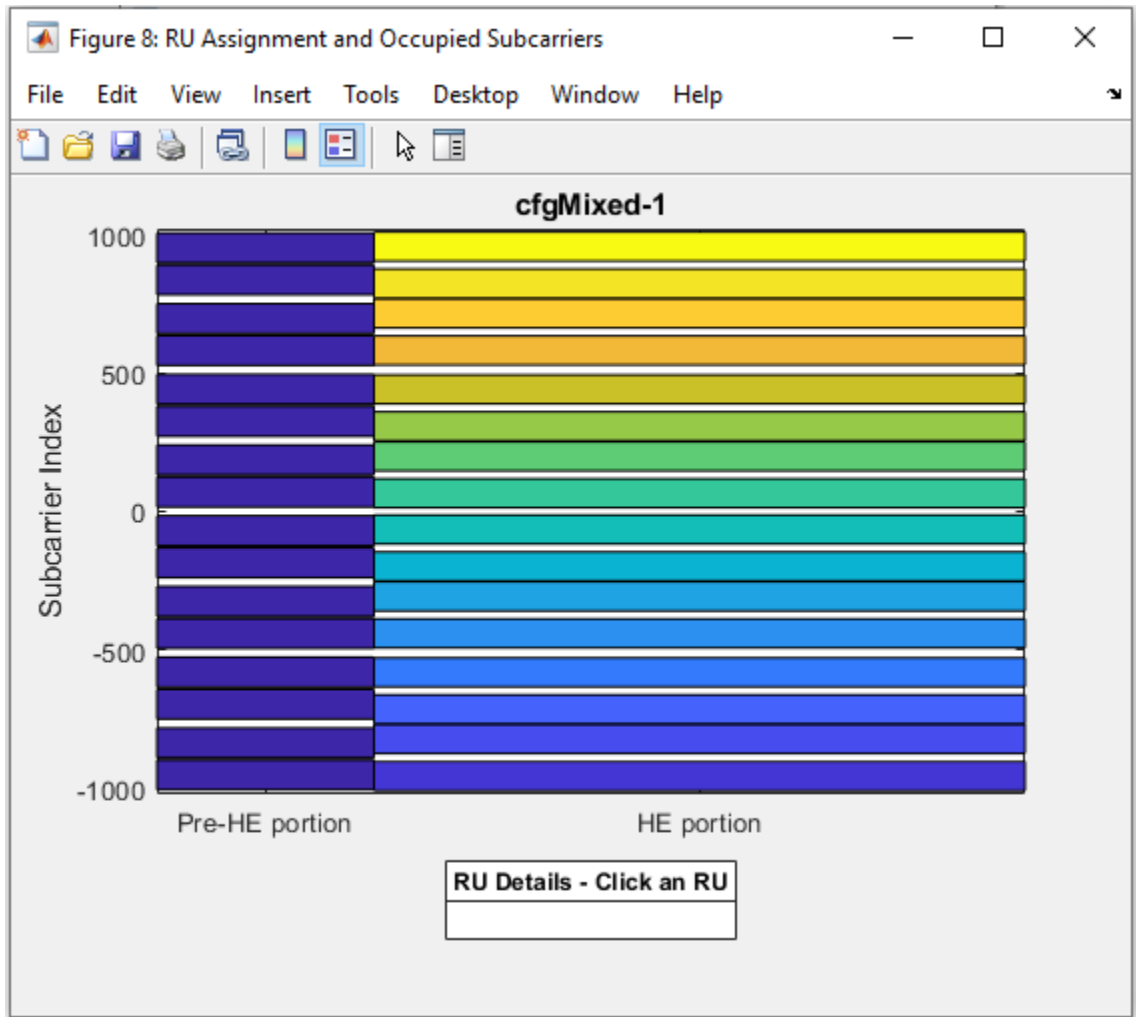 Figure 8: RU Assignment and Occupied Subcarriers
File Edit View Insert Tools Desktop Window Help
cfgMixed-1
1000
500
0
-500
-1000
Subcarrier Index
Pre-HE portion HE portion
RU Details - Click an RU